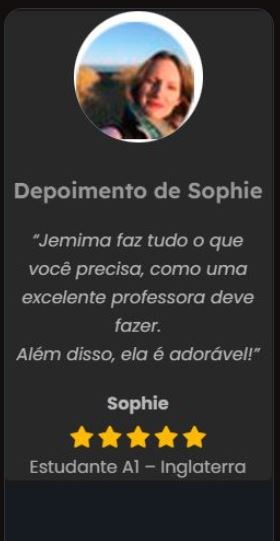 Depoimento de Sophie
“Jemima faz tudo o que
você precisa, como uma
excelente professora deve
fazer.
Além disso, ela é adorável!”
Sophie
Estudante A1 – Inglaterra